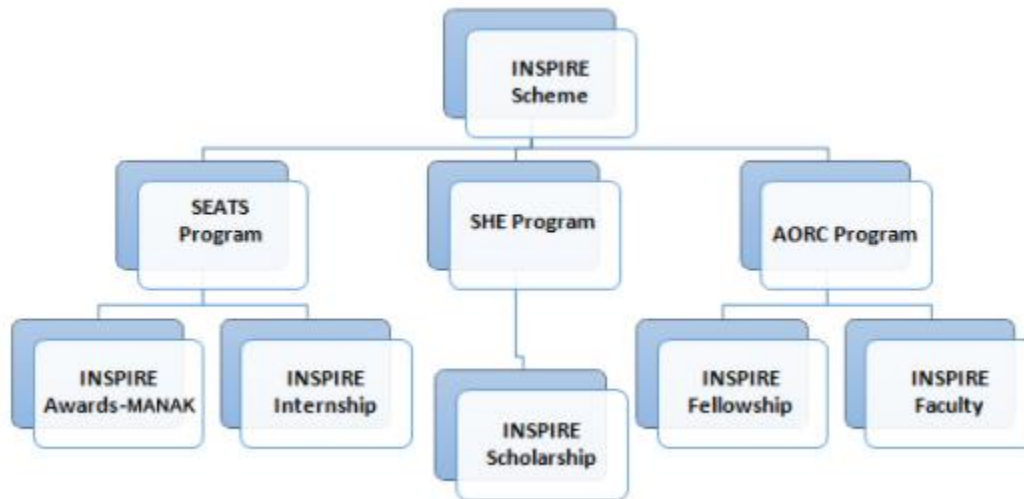 INSPIRE
Scheme
SEATS
Program
SHE Program
AORC Program
INSPIRE
Awards-MANAK
INSPIRE
Internship
INSPIRE
Scholarship
INSPIRE
Fellowship
INSPIRE
Faculty